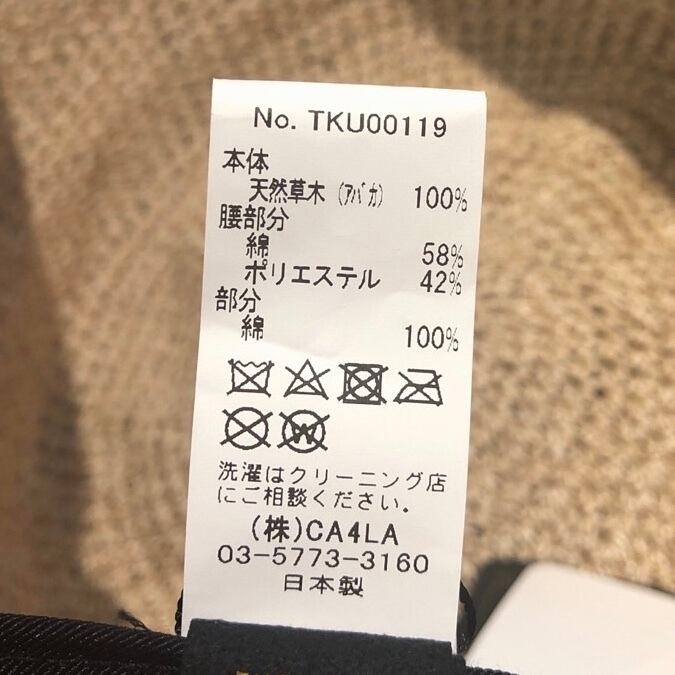 No. TKU00119
本体
天然草木 (ｱﾊﾞｶ) 100%
腰部分
綿 58%
ポリエステル 42%
部分
綿 100%
W
洗濯はクリーニング店
にご相談ください。
(株)CA4LA
03-5773-3160
日本製